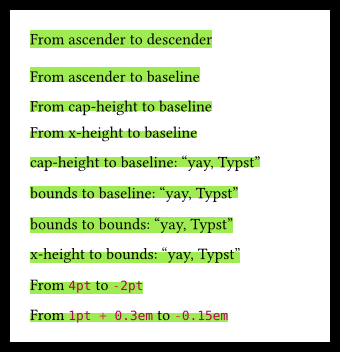 From ascender to descender
From ascender to baseline
From cap-height to baseline
From x-height to baseline
cap-height to baseline: “yay, Typst”
bounds to baseline: “yay, Typst”
bounds to bounds: “yay, Typst”
x-height to bounds: “yay, Typst”
From 4pt to -2pt
From 1pt + 0.3em to -0.15em